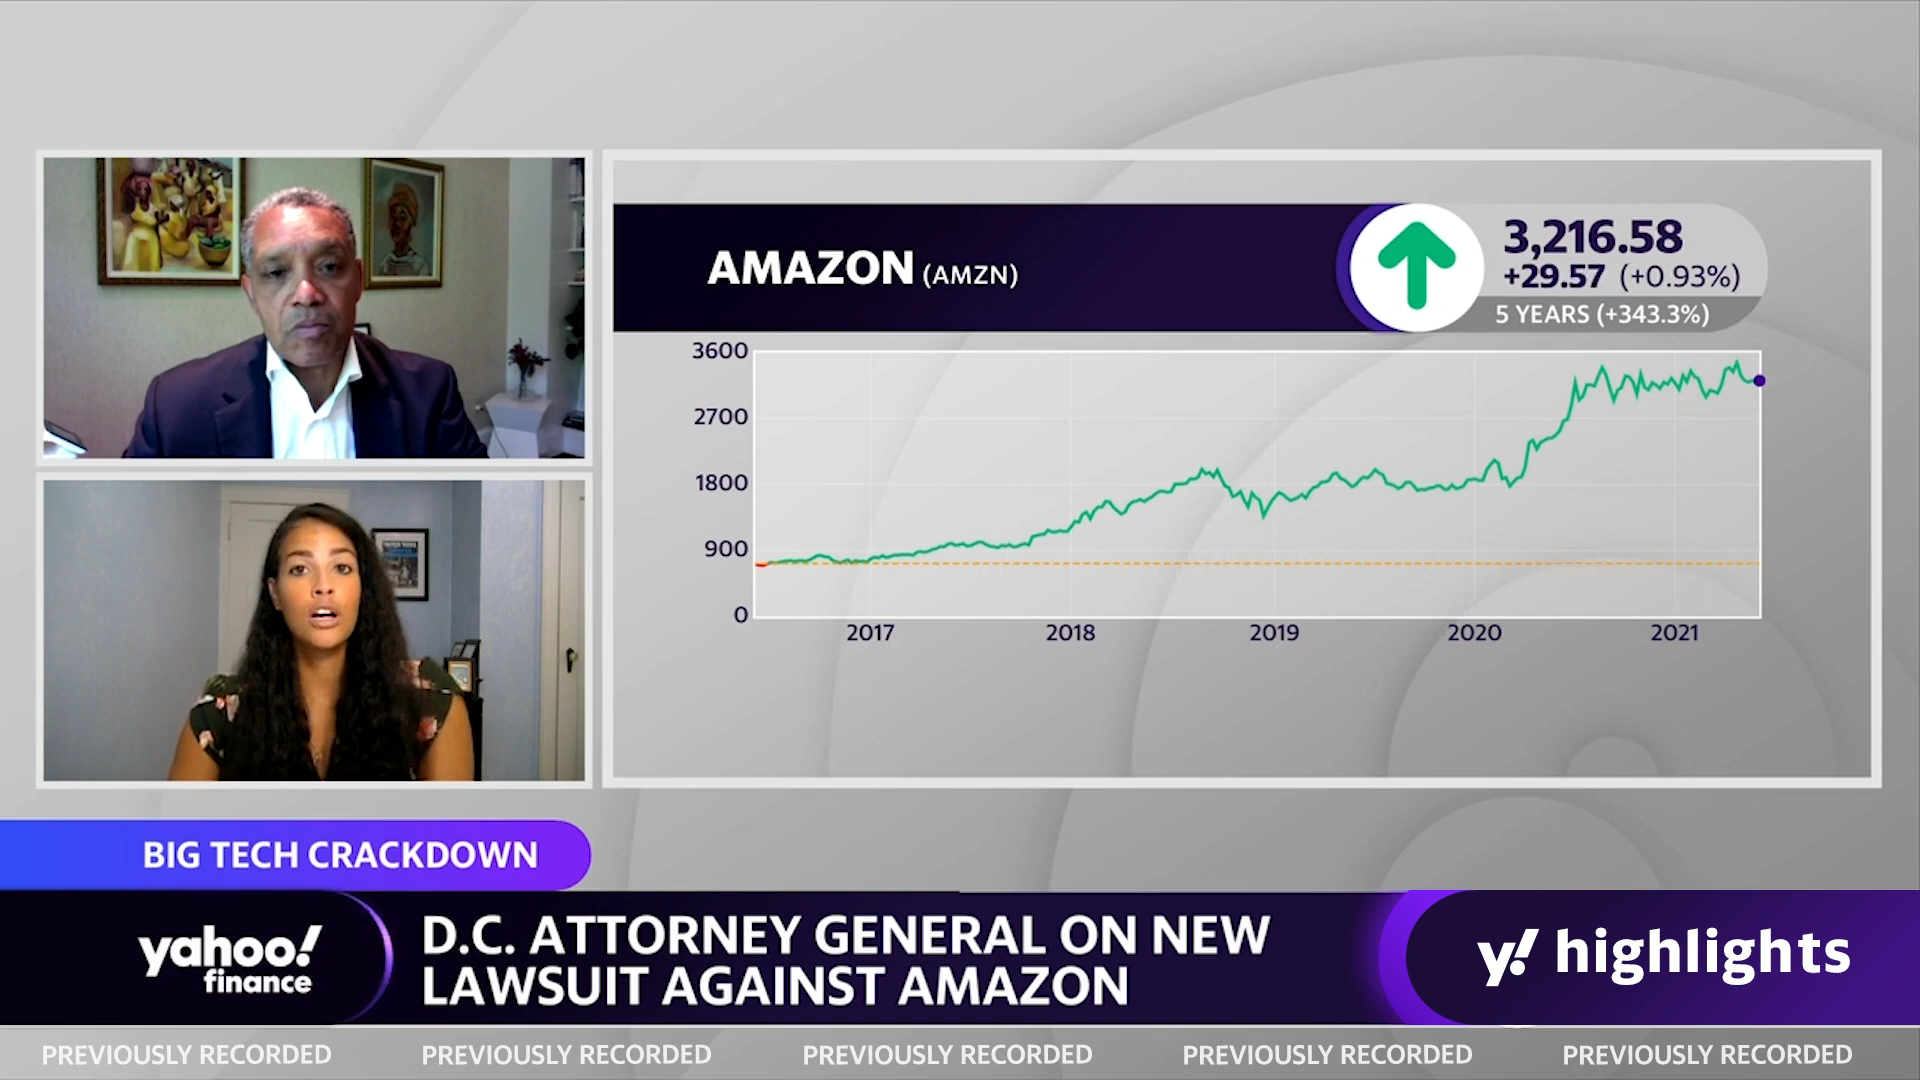 AMAZON (AMZN)
3,216.58
+29.57 (+0.93%)
5 YEARS (+343.3%)
3600
2700
1800
900
0
2017 2018 2019 2020 2021
BIG TECH CRACKDOWN
yahoo!
finance
D.C. ATTORNEY GENERAL ON NEW
LAWSUIT AGAINST AMAZON
y! highlights
PREVIOUSLY RECORDED PREVIOUSLY RECORDED PREVIOUSLY RECORDED PREVIOUSLY RECORDED PREVIOUSLY RECORDED